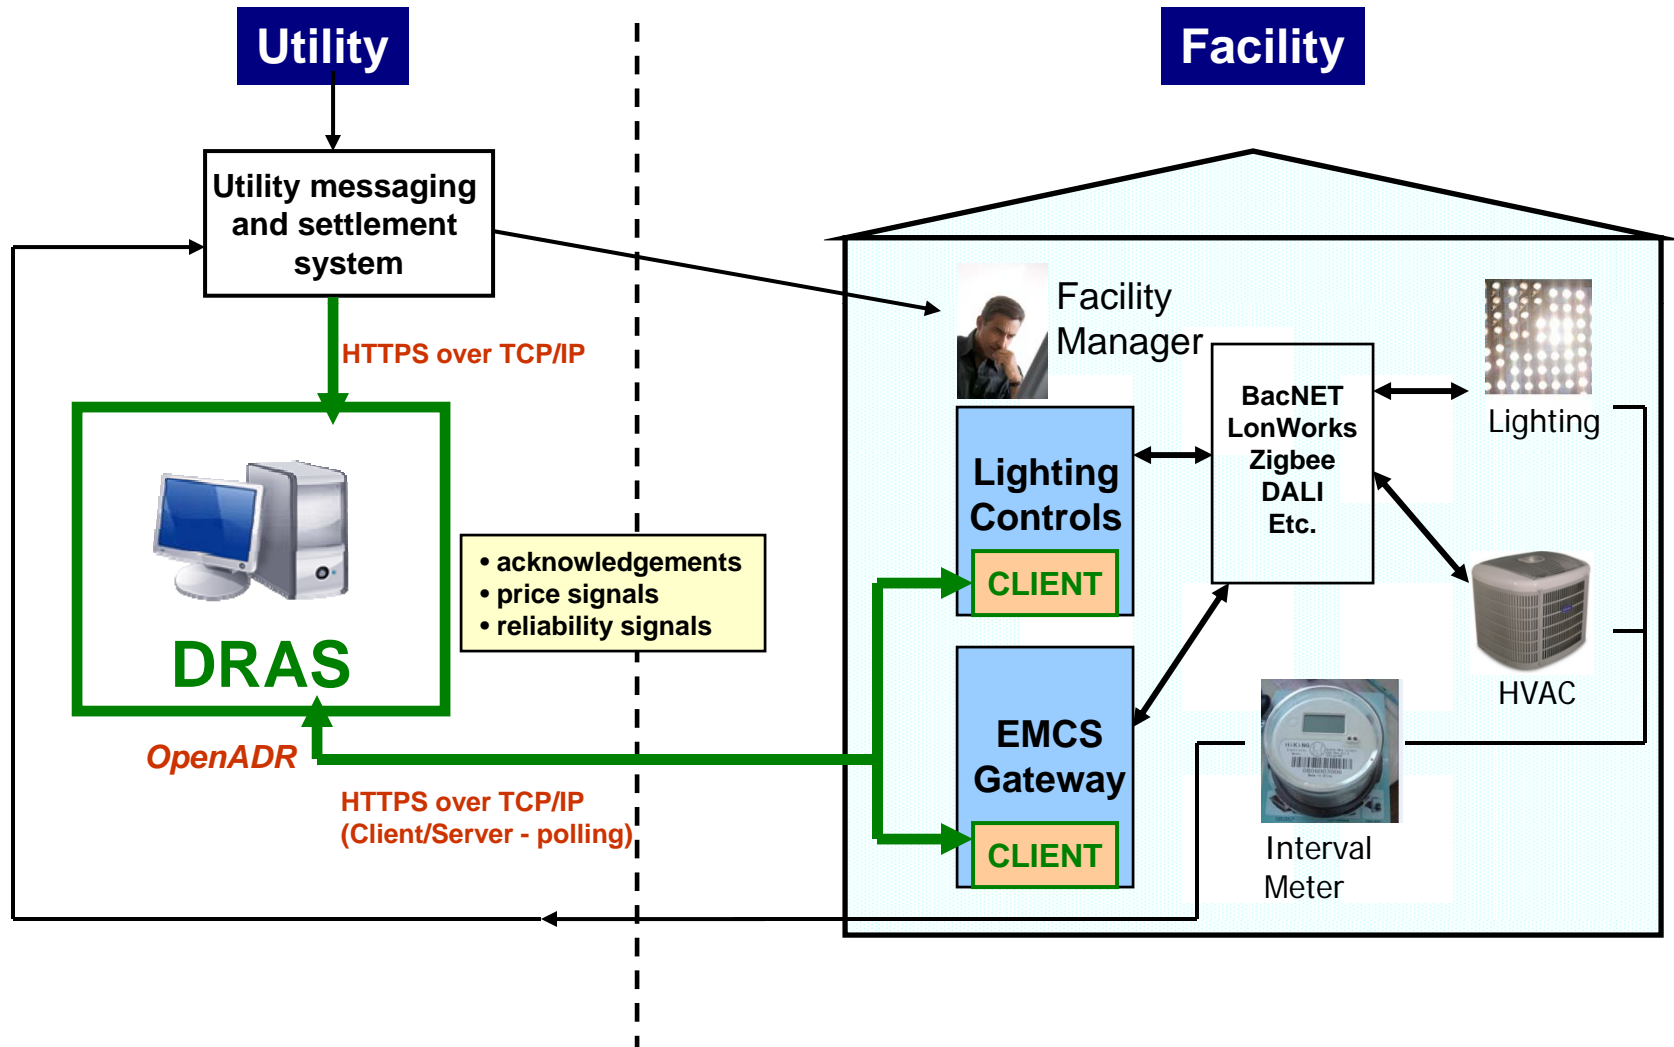 Utility
Facility
Utility messaging
and settlement
system
HTTPS over TCP/IP
DRAS
• acknowledgements
• price signals
• reliability signals
OpenADR
HTTPS over TCP/IP
(Client/Server - polling)
Facility
Manager
Lighting
Controls
CLIENT
EMCS
Gateway
CLIENT
BacNET
LonWorks
Zigbee
DALI
Etc.
Lighting
HVAC
HiKING
Interval
Meter